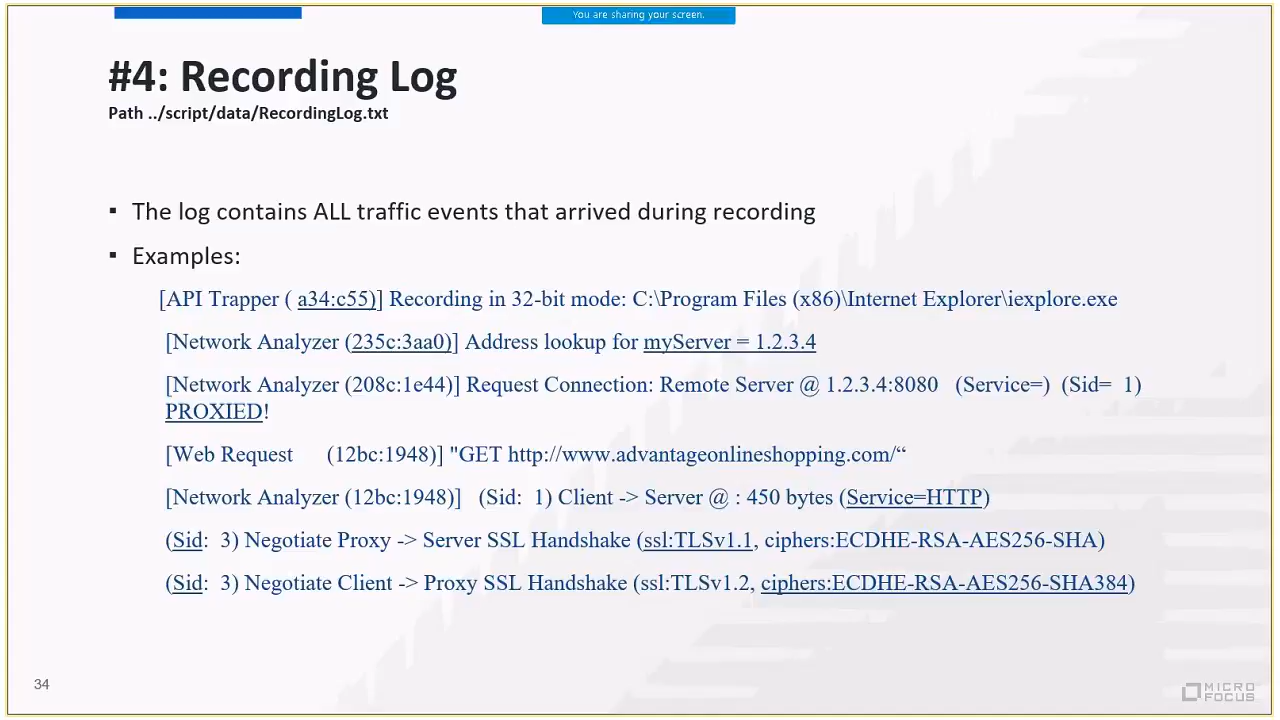 You are sharing your screen.
#4: Recording Log
Path ../script/data/RecordingLog.txt
▪ The log contains ALL traffic events that arrived during recording
▪ Examples:
[API Trapper ( a34:c55)] Recording in 32-bit mode: C:\Program Files (x86)\Internet Explorer\iexplore.exe
[Network Analyzer (235c:3aa0)] Address lookup for myServer = 1.2.3.4
[Network Analyzer (208c:1e44)] Request Connection: Remote Server @ 1.2.3.4:8080   (Service=)  (Sid=  1)
PROXIED!
[Web Request      (12bc:1948)] "GET http://www.advantageonlineshopping.com/“
[Network Analyzer (12bc:1948)]   (Sid:  1) Client -> Server @ : 450 bytes (Service=HTTP)
(Sid:  3) Negotiate Proxy -> Server SSL Handshake (ssl:TLSv1.1, ciphers:ECDHE-RSA-AES256-SHA)
(Sid:  3) Negotiate Client -> Proxy SSL Handshake (ssl:TLSv1.2, ciphers:ECDHE-RSA-AES256-SHA384)
34
MICRO
FOCUS